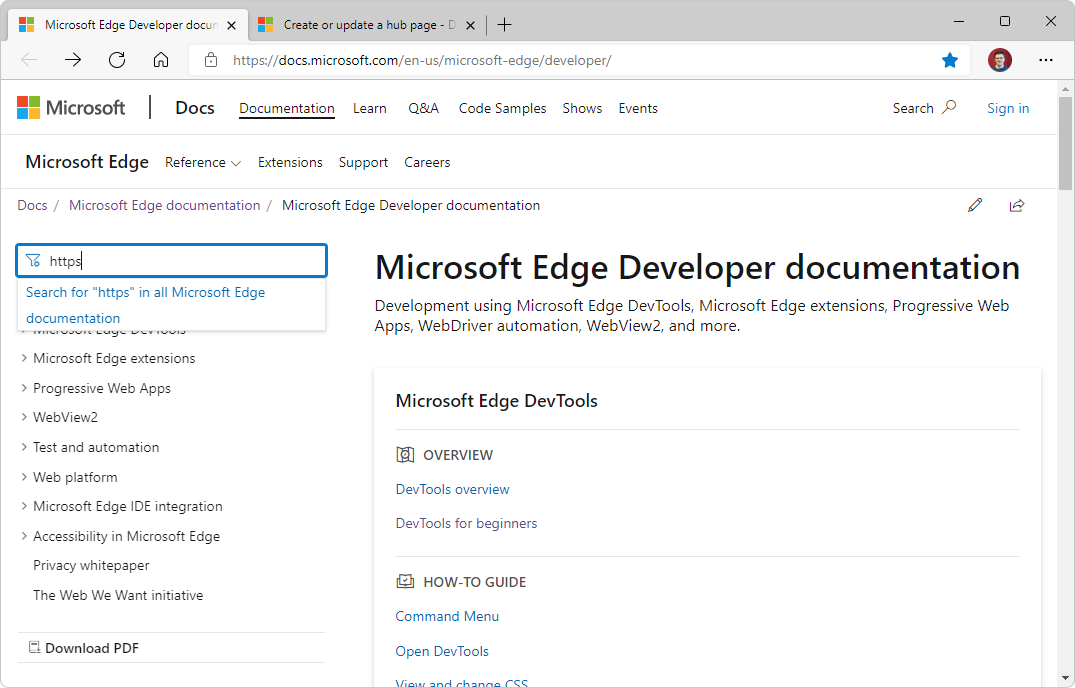 Microsoft Edge Developer docun
Create or update a hub page - D
https://docs.microsoft.com/en-us/microsoft-edge/developer/
Microsoft
Docs
Documentation
Learn
Q&A
Code Samples
Shows
Events
Search
Sign in
Microsoft Edge
Reference
Extensions
Support
Careers
Docs / Microsoft Edge documentation / Microsoft Edge Developer documentation
https
Search for "https" in all Microsoft Edge
documentation
Microsoft Edge DevTools
Microsoft Edge extensions
Progressive Web Apps
WebView2
Test and automation
Web platform
Microsoft Edge IDE integration
Accessibility in Microsoft Edge
Privacy whitepaper
The Web We Want initiative
Download PDF
Microsoft Edge Developer documentation
Development using Microsoft Edge DevTools, Microsoft Edge extensions, Progressive Web
Apps, WebDriver automation, WebView2, and more.
Microsoft Edge DevTools
OVERVIEW
DevTools overview
DevTools for beginners
HOW-TO GUIDE
Command Menu
Open DevTools
View and change CSS